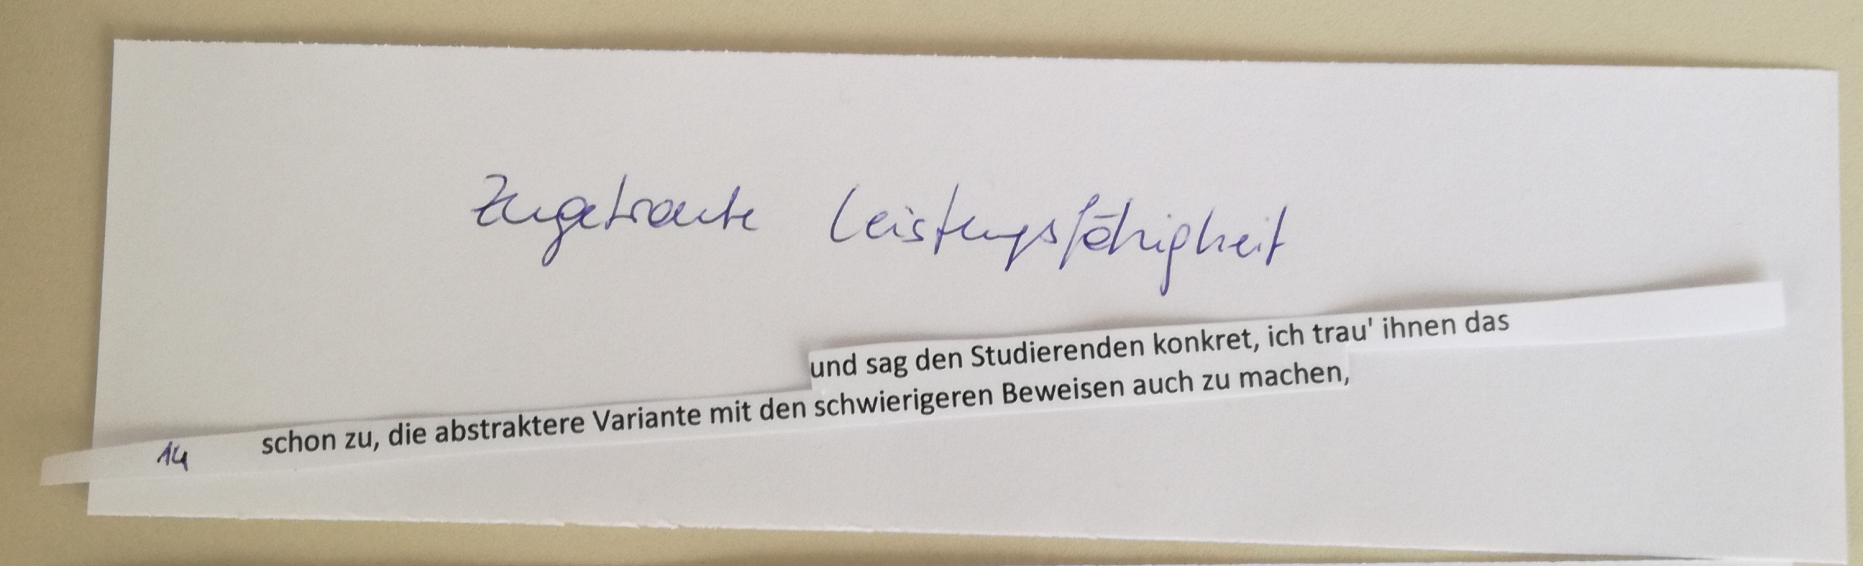 Zugetraute Leistungsfähigkeit
und sag den Studierenden konkret, ich trau' ihnen das
14 schon zu, die abstraktere Variante mit den schwierigeren Beweisen auch zu machen,